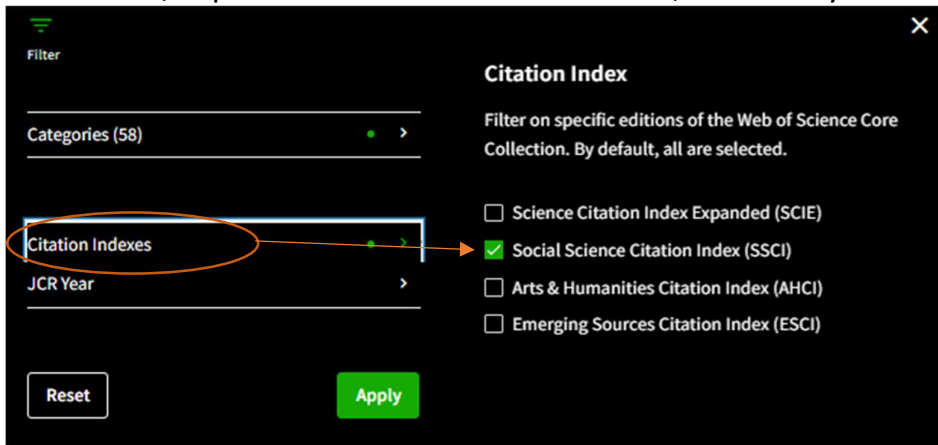 Filter
Categories (58)
Citation Indexes
JCR Year
Reset
Apply
Citation Index
Filter on specific editions of the Web of Science Core
Collection. By default, all are selected.
Science Citation Index Expanded (SCIE)
Social Science Citation Index (SSCI)
Arts & Humanities Citation Index (AHCI)
Emerging Sources Citation Index (ESCI)